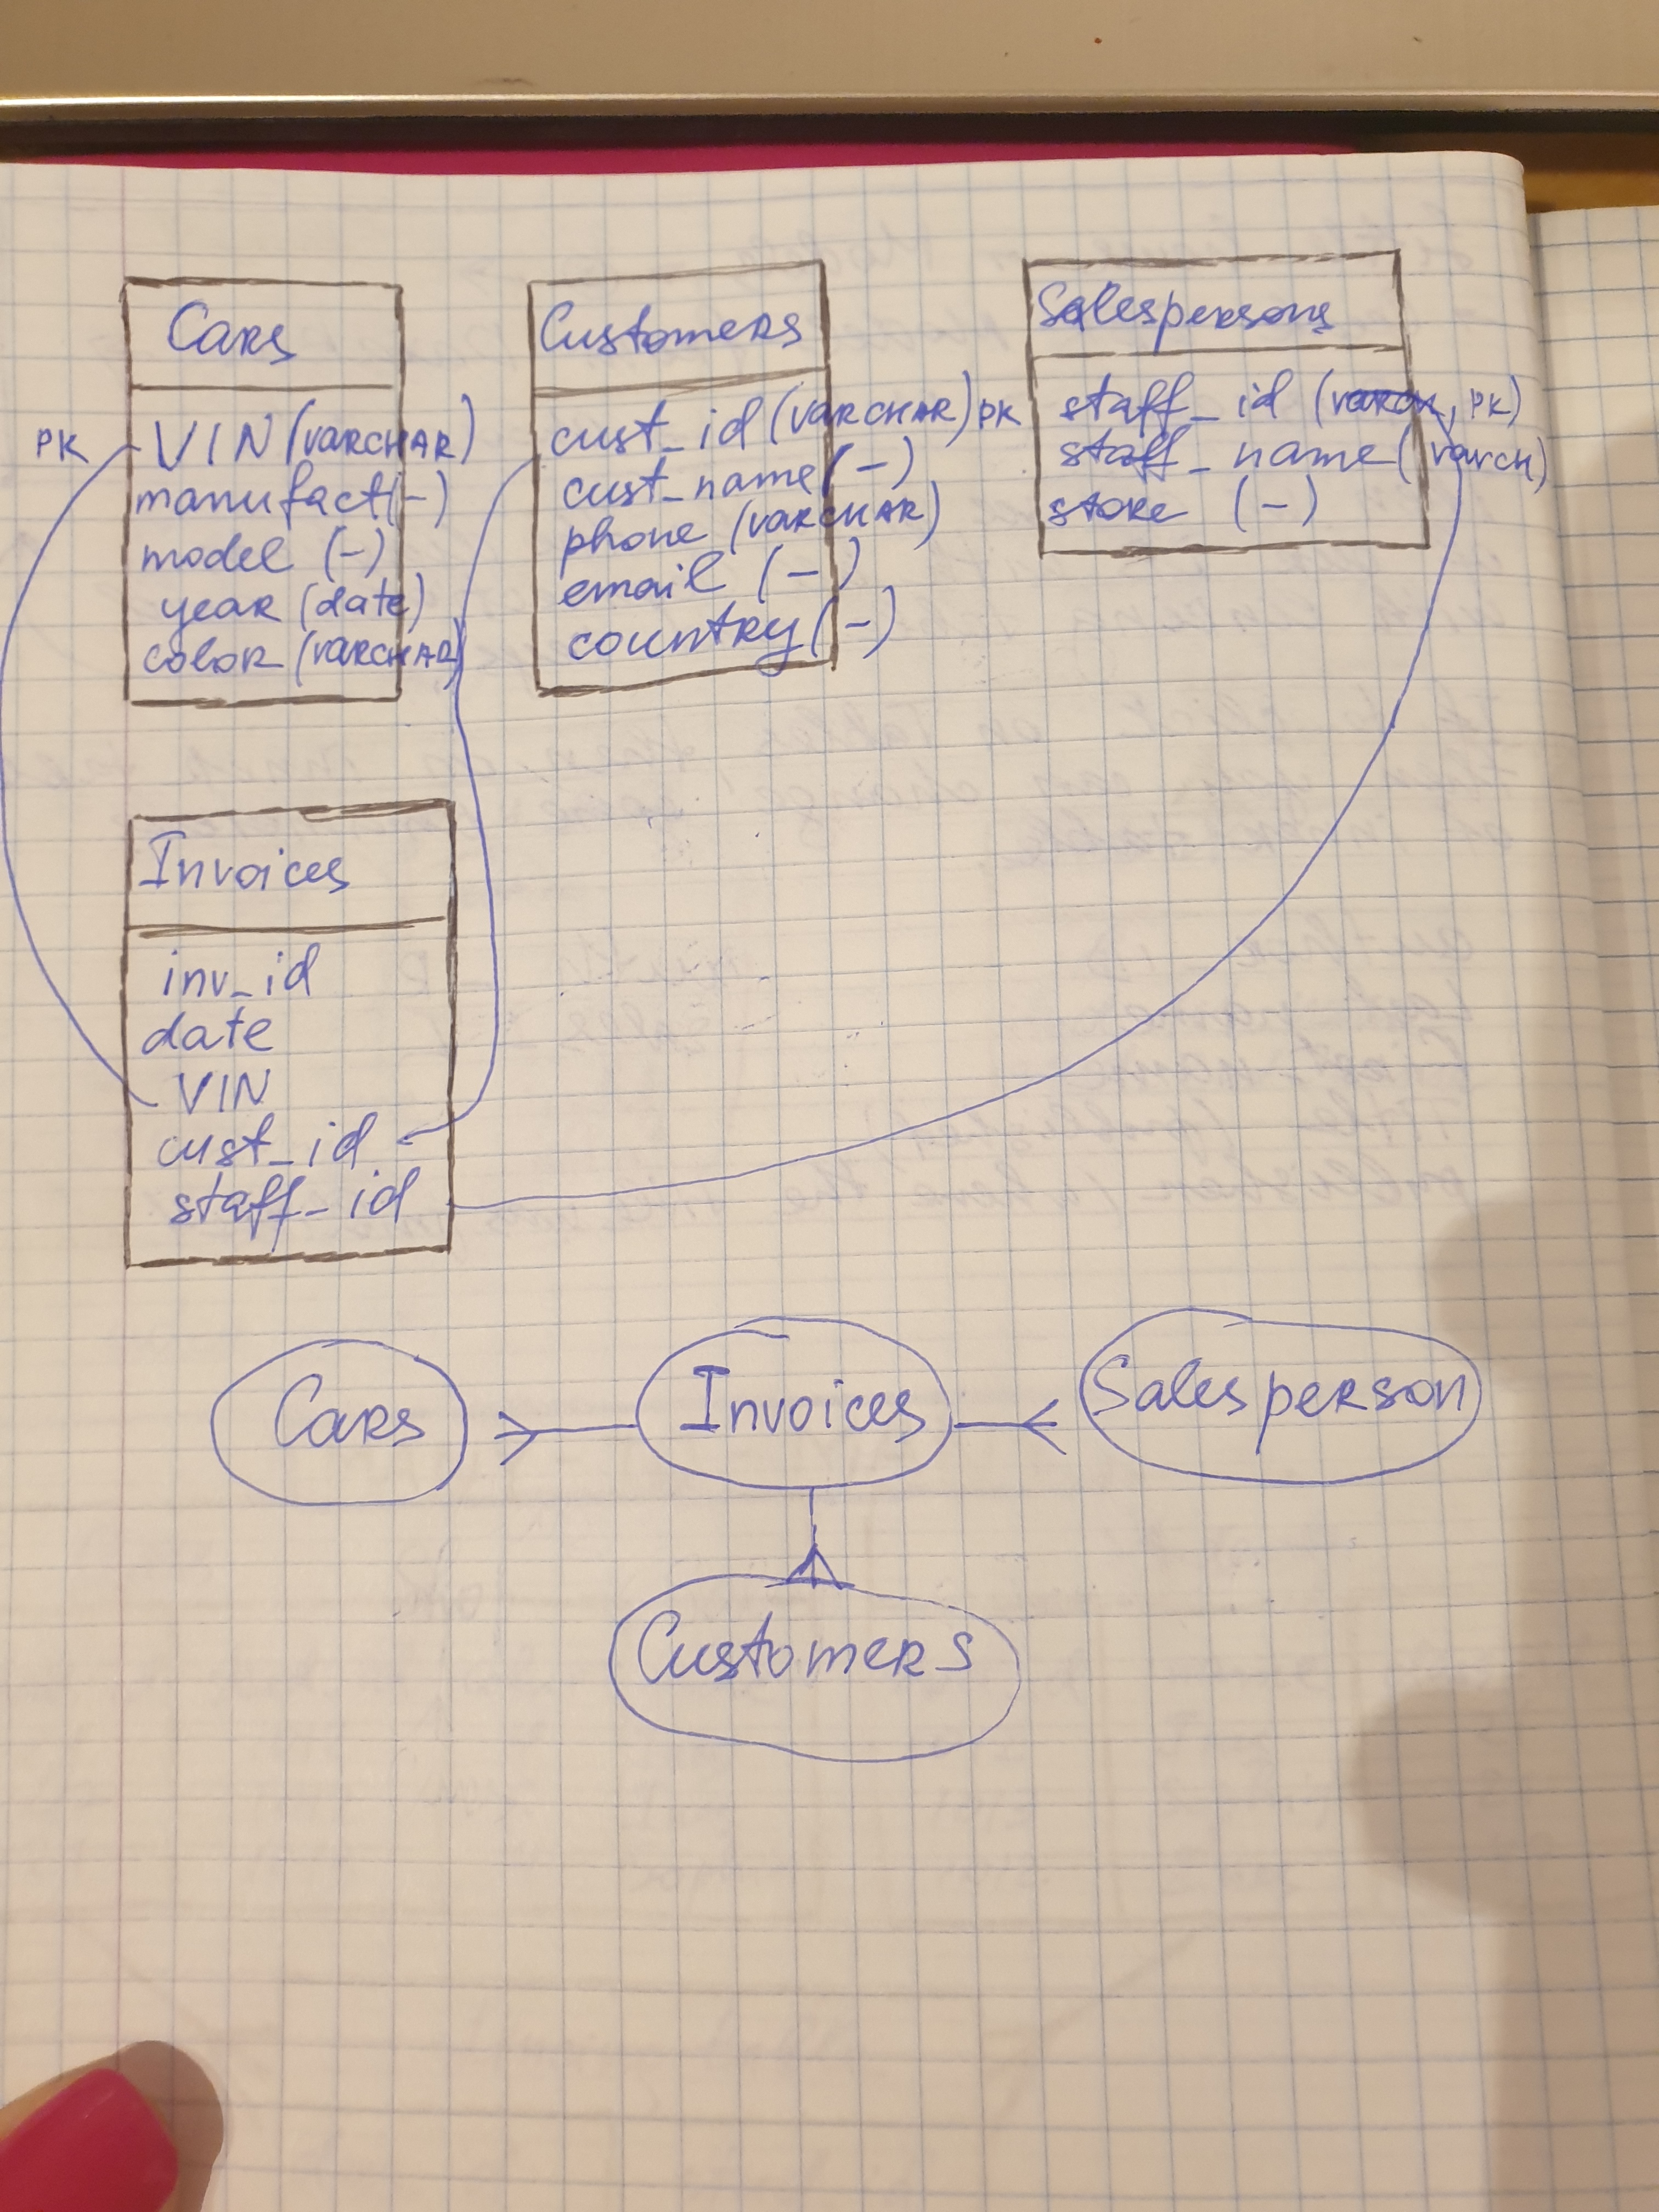 Cars
PK VIN (VARCHAR)
manufact (-)
model (-)
year (date)
color (VARCHAR)
Customers
cust_id (VARCHAR) PK
cust_name (-)
phone (VARCHAR)
email (-)
country (-)
Salespersons
staff_id (varch, PK)
staff_name (varch)
store (-)
Invoices
inv_id
date
VIN
cust_id
staff_id
Cars
Invoices
Salesperson
Customers